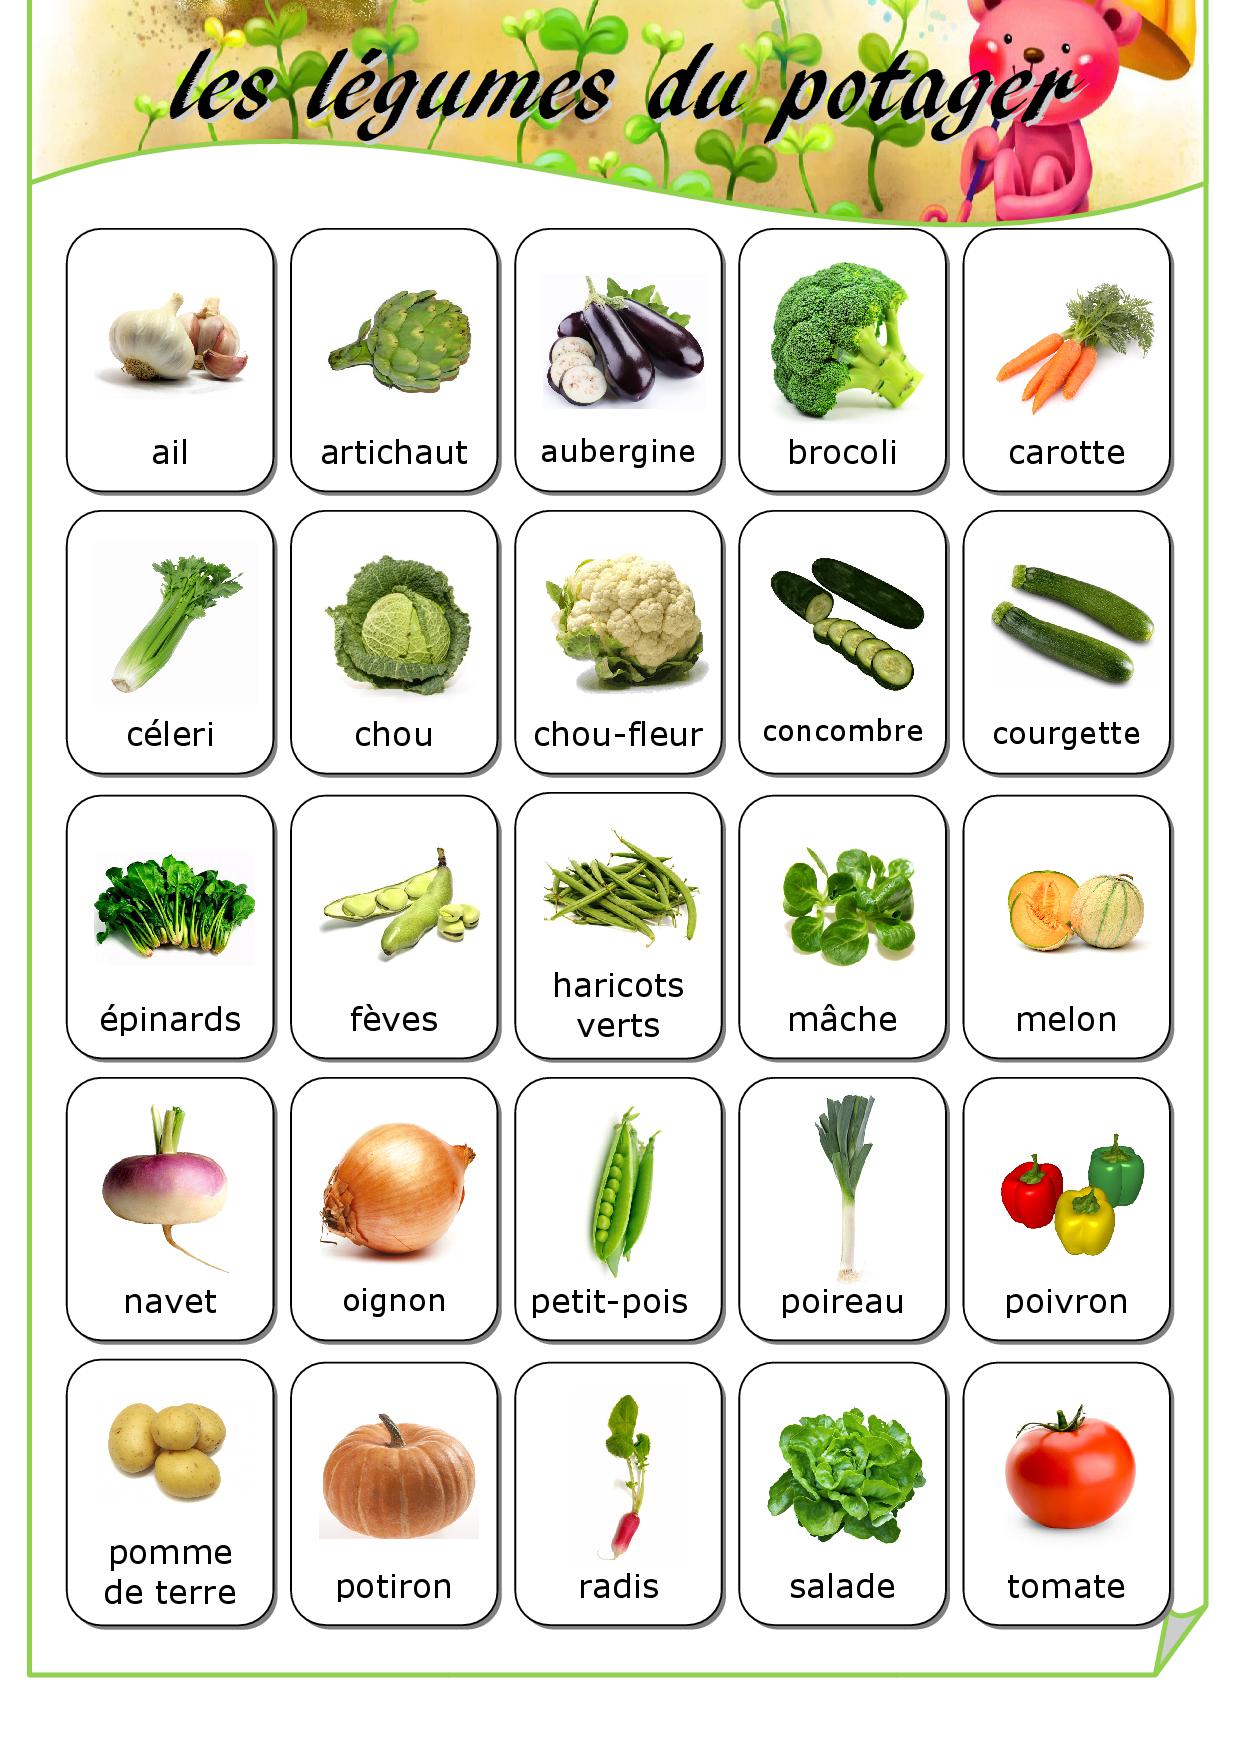 les légumes du potager
ail
artichaut
aubergine
brocoli
carotte
céleri
chou
chou-fleur
concombre
courgette
épinards
fèves
haricots
verts
mâche
melon
navet
oignon
petit-pois
poireau
poivron
pomme
de terre
potiron
radis
salade
tomate